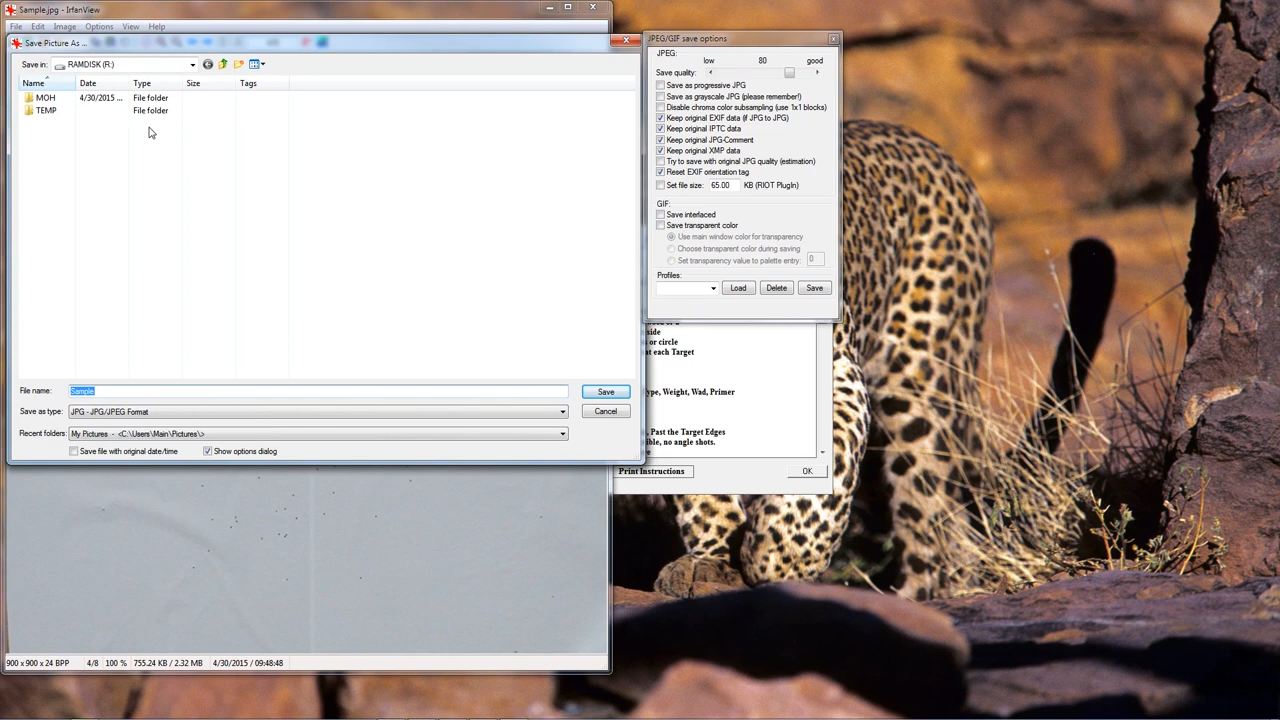 Sample.jpg - IrfanView
File Edit Image Options View Help
Save Picture As ...
Save in: RAMDISK (R:)
Name Date Type Size Tags
MOH 4/30/2015 ... File folder
TEMP File folder
File name: Sample
Save
Save as type: JPG - JPG/JPEG Format
Cancel
Recent folders: My Pictures - <C:\Users\Main\Pictures\>
Save file with original date/time Show options dialog
JPEG/GIF save options
JPEG:
low 80 good
Save quality:
Save as progressive JPG
Save as grayscale JPG (please remember!)
Disable chroma color subsampling (use 1x1 blocks)
Keep original EXIF data (if JPG to JPG)
Keep original IPTC data
Keep original JPG-Comment
Keep original XMP data
Try to save with original JPG quality (estimation)
Reset EXIF orientation tag
Set file size: 65.00 KB (RIOT PlugIn)
GIF:
Save interlaced
Save transparent color
Use main window color for transparency
Choose transparent color during saving
Set transparency value to palette entry: 0
Profiles:
Load Delete Save
side
s or circle
at each Target
ype, Weight, Wad, Primer
, Past the Target Edges
ible, no angle shots.
Print Instructions OK
900 x 900 x 24 BPP 4/8 100 % 755.24 KB / 2.32 MB 4/30/2015 / 09:48:48